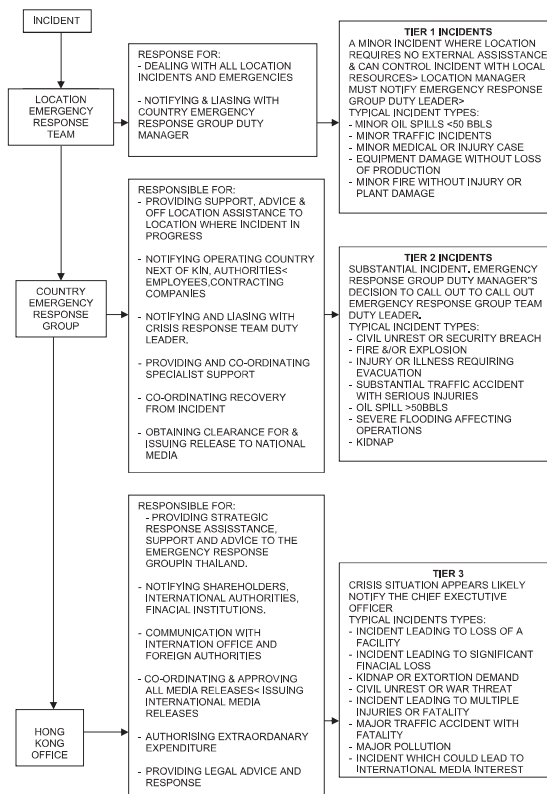 INCIDENT
LOCATION
EMERGENCY
RESPONSE
TEAM
RESPONSE FOR:
- DEALING WITH ALL LOCATION
INCIDENTS AND EMERGENCIES
- NOTIFYING & LIASING WITH
COUNTRY EMERGENCY
RESPONSE GROUP DUTY
MANAGER
TIER 1 INCIDENTS
A MINOR INCIDENT WHERE LOCATION
REQUIRES NO EXTERNAL ASSISSTANCE
& CAN CONTROL INCIDENT WITH LOCAL
RESOURCES> LOCATION MANAGER
MUST NOTIFY EMERGENCY RESPONSE
GROUP DUTY LEADER>
TYPICAL INCIDENT TYPES:
- MINOR OIL SPILLS <50 BBLS
- MINOR TRAFFIC INCIDENTS
- MINOR MEDICAL OR INJURY CASE
- EQUIPMENT DAMAGE WITHOUT LOSS
OF PRODUCTION
- MINOR FIRE WITHOUT INJURY OR
PLANT DAMAGE
COUNTRY
EMERGENCY
RESPONSE
GROUP
RESPONSIBLE FOR:
- PROVIDING SUPPORT, ADVICE &
OFF LOCATION ASSISTANCE TO
LOCATION WHERE INCIDENT IN
PROGRESS
- NOTIFYING OPERATING COUNTRY
NEXT OF KIN, AUTHORITIES<
EMPLOYEES,CONTRACTING
COMPANIES
- NOTIFYING AND LIASING WITH
CRISIS RESPONSE TEAM DUTY
LEADER.
- PROVIDING AND CO-ORDINATING
SPECIALIST SUPPORT
- CO-ORDINATING RECOVERY
FROM INCIDENT
- OBTAINING CLEARANCE FOR &
ISSUING RELEASE TO NATIONAL
MEDIA
TIER 2 INCIDENTS
SUBSTANTIAL INCIDENT. EMERGENCY
RESPONSE GROUP DUTY MANAGER"S
DECISION TO CALL OUT TO CALL OUT
EMERGENCY RESPONSE GROUP TEAM
DUTY LEADER.
TYPICAL INCIDENT TYPES:
- CIVIL UNREST OR SECURITY BREACH
- FIRE &/OR EXPLOSION
- INJURY OR ILLNESS REQUIRING
EVACUATION
- SUBSTANTIAL TRAFFIC ACCIDENT
WITH SERIOUS INJURIES
- OIL SPILL >50BBLS
- SEVERE FLOODING AFFECTING
OPERATIONS
- KIDNAP
HONG
KONG
OFFICE
RESPONSIBLE FOR:
- PROVIDING STRATEGIC
RESPONSE ASSISSTANCE,
SUPPORT AND ADVICE TO THE
EMERGENCY RESPONSE
GROUPIN THAILAND.
- NOTIFYING SHAREHOLDERS,
INTERNATIONAL AUTHORITIES,
FINACIAL INSTITUTIONS.
- COMMUNICATION WITH
INTERNATION OFFICE AND
FOREIGN AUTHORITIES
- CO-ORDINATING & APPROVING
ALL MEDIA RELEASES< ISSUING
INTERNATIONAL MEDIA
RELEASES
- AUTHORISING EXTRAORDANARY
EXPENDITURE
- PROVIDING LEGAL ADVICE AND
RESPONSE
TIER 3
CRISIS SITUATION APPEARS LIKELY
NOTIFY THE CHIEF EXECTUTIVE
OFFICER
TYPICAL INCIDENTS TYPES:
- INCIDENT LEADING TO LOSS OF A
FACILITY
- INCIDENT LEADING TO SIGNIFICANT
FINACIAL LOSS
- KIDNAP OR EXTORTION DEMAND
- CIVIL UNREST OR WAR THREAT
- INCIDENT LEADING TO MULTIPLE
INJURIES OR FATALITY
- MAJOR TRAFFIC ACCIDENT WITH
FATALITY
- MAJOR POLLUTION
- INCIDENT WHICH COULD LEAD TO
INTERNATIONAL MEDIA INTEREST